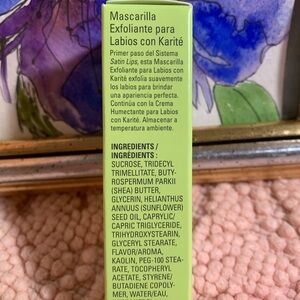 Mascarilla
Exfoliante para
Labios con Karité
Primer paso del Sistema
Satin Lips, esta Mascarilla
Exfoliante para Labios con
Karité exfolia suavemente
los labios para brindar
una apariencia perfecta.
Continúa con la Crema
Humectante para Labios
con Karité. Almacenar a
temperatura ambiente.
INGREDIENTS /
INGRÉDIENTS :
SUCROSE, TRIDECYL
TRIMELLITATE, BUTY-
ROSPERMUM PARKII
(SHEA) BUTTER,
GLYCERIN, HELIANTHUS
ANNUUS (SUNFLOWER)
SEED OIL, CAPRYLIC/
CAPRIC TRIGLYCERIDE,
TRIHYDROXYSTEARIN,
GLYCERYL STEARATE,
FLAVOR/AROMA,
KAOLIN, PEG-100 STEA-
RATE, TOCOPHERYL
ACETATE, STYRENE/
BUTADIENE COPOLY-
MER, WATER/EAU,